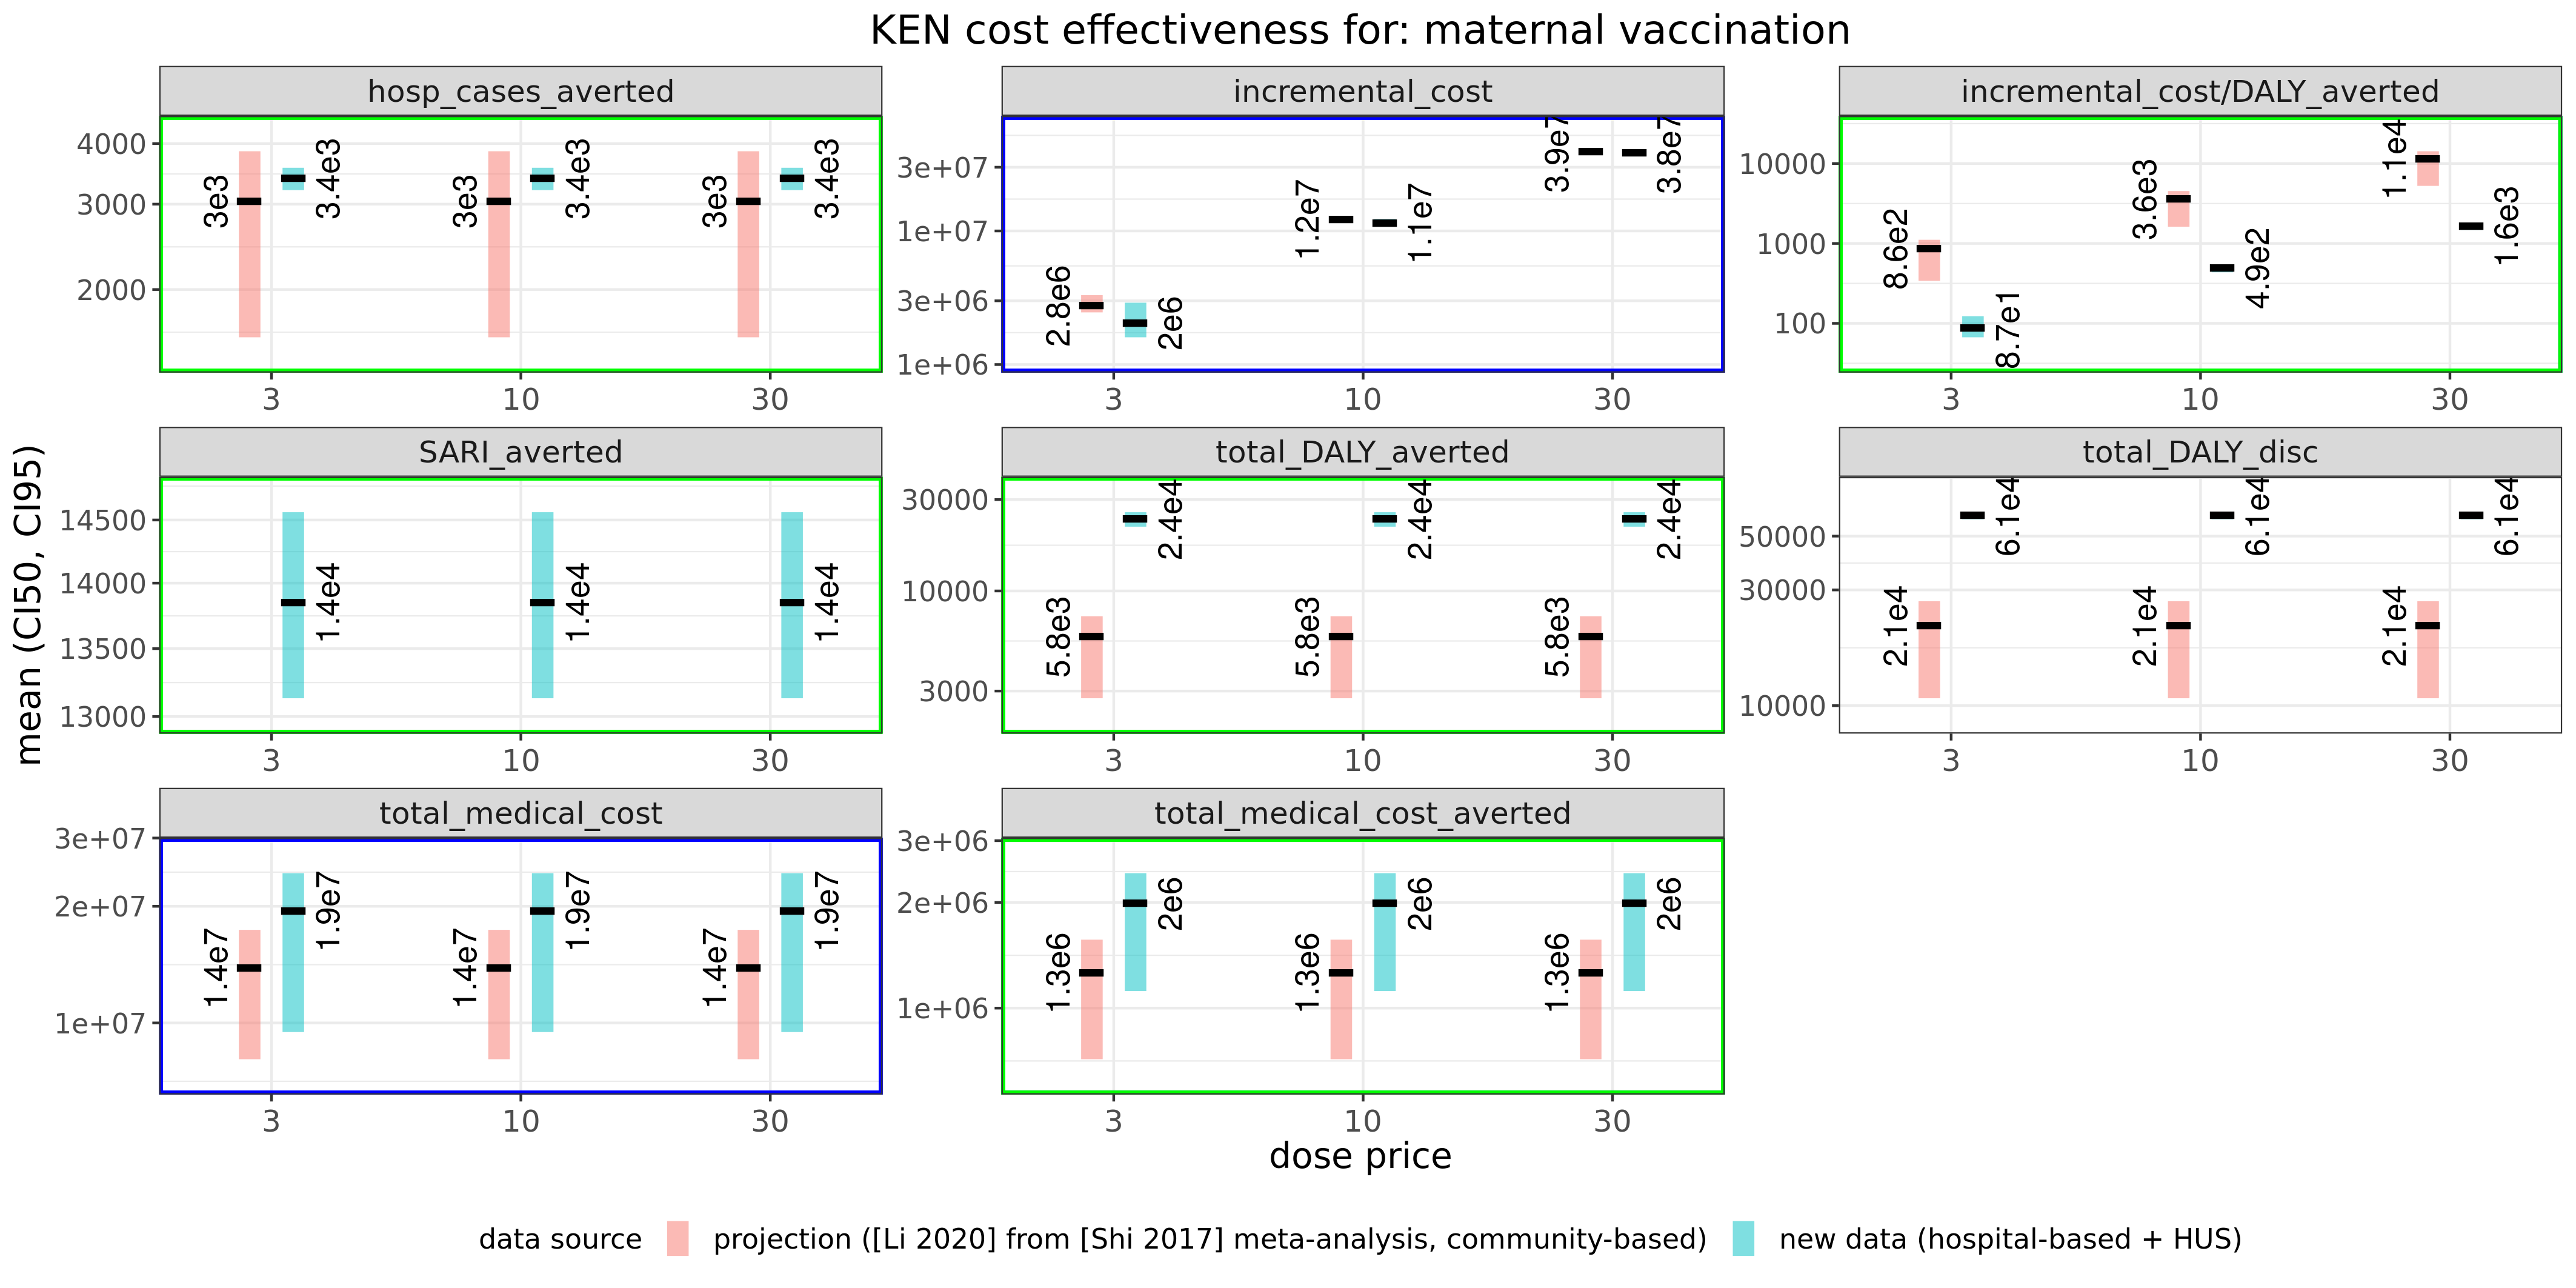 KEN cost effectiveness for: maternal vaccination
hosp_cases_averted
4000
3000
2000
3e3
3.4e3
3e3
3.4e3
3e3
3.4e3
3
10
30
incremental_cost
3e+07
1e+07
3e+06
1e+06
2.8e6
2e6
1.2e7
1.1e7
3.9e7
3.8e7
3
10
30
incremental_cost/DALY_averted
10000
1000
100
8.6e2
8.7e1
3.6e3
4.9e2
1.1e4
1.6e3
3
10
30
mean (CI50, CI95)
SARI_averted
14500
14000
13500
13000
1.4e4
1.4e4
1.4e4
3
10
30
total_DALY_averted
30000
10000
3000
5.8e3
2.4e4
5.8e3
2.4e4
5.8e3
2.4e4
3
10
30
total_DALY_disc
50000
30000
10000
2.1e4
6.1e4
2.1e4
6.1e4
2.1e4
6.1e4
3
10
30
total_medical_cost
3e+07
2e+07
1e+07
1.4e7
1.9e7
1.4e7
1.9e7
1.4e7
1.9e7
3
10
30
total_medical_cost_averted
3e+06
2e+06
1e+06
1.3e6
2e6
1.3e6
2e6
1.3e6
2e6
3
10
30
dose price
data source
projection ([Li 2020] from [Shi 2017] meta-analysis, community-based)
new data (hospital-based + HUS)